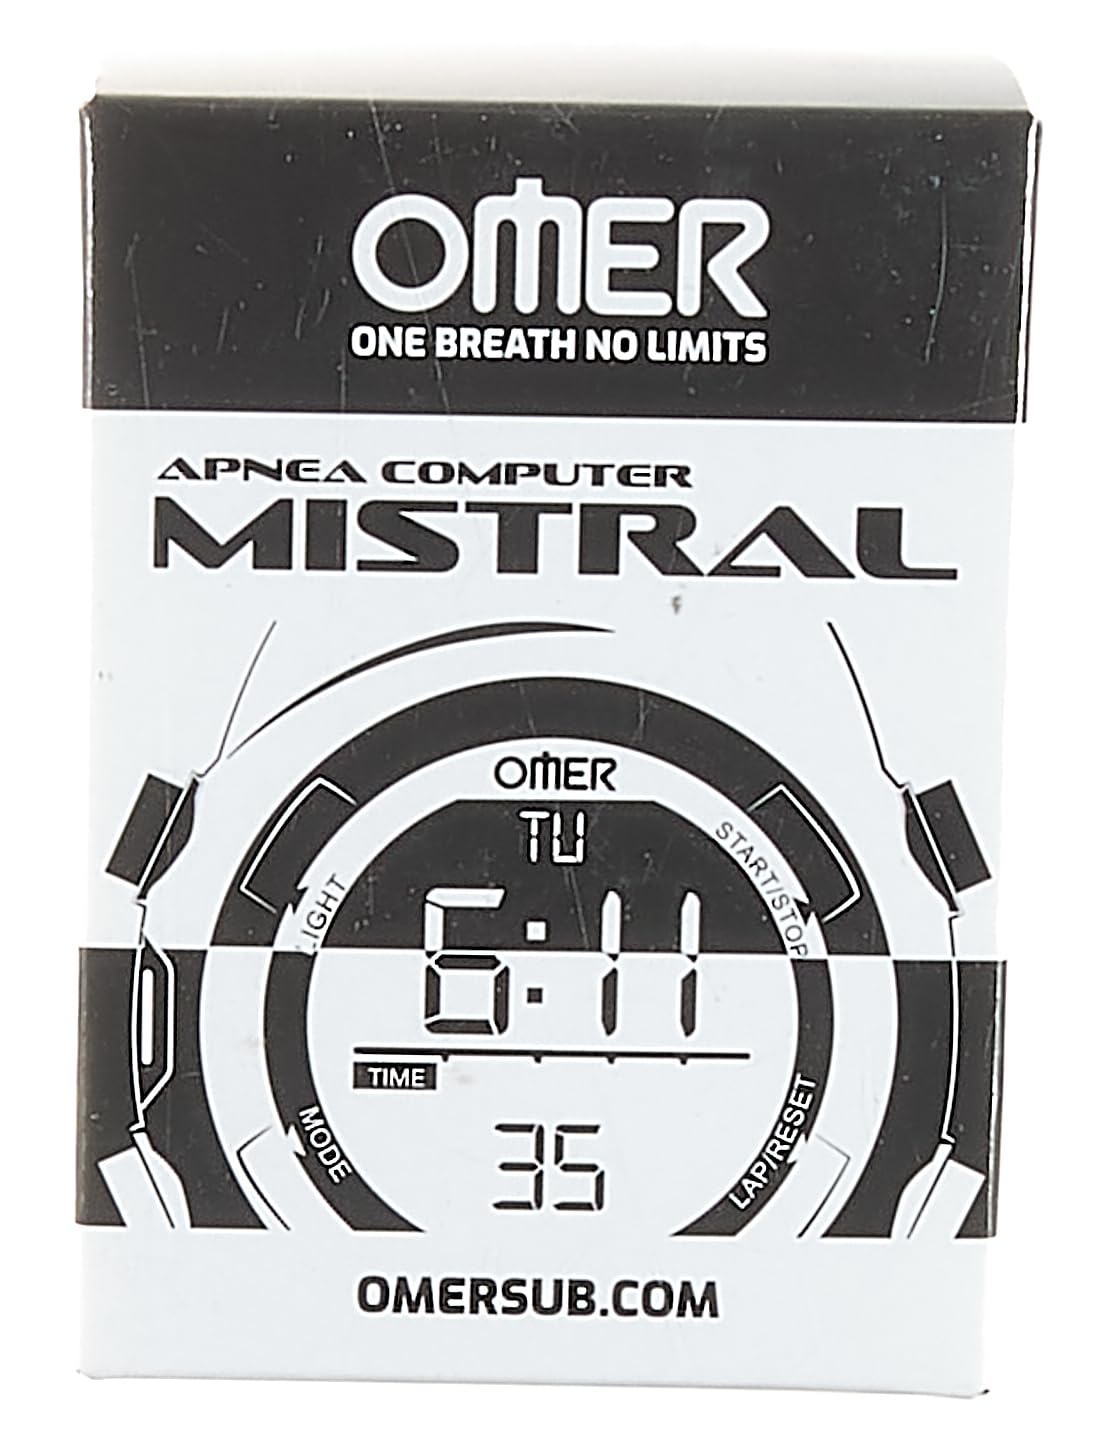 OMER
ONE BREATH NO LIMITS
APNEA COMPUTER
MISTRAL
OMER
TU
LIGHT
START/STOP
6:11
TIME
MODE
35
LAP/RESET
OMERSUB.COM